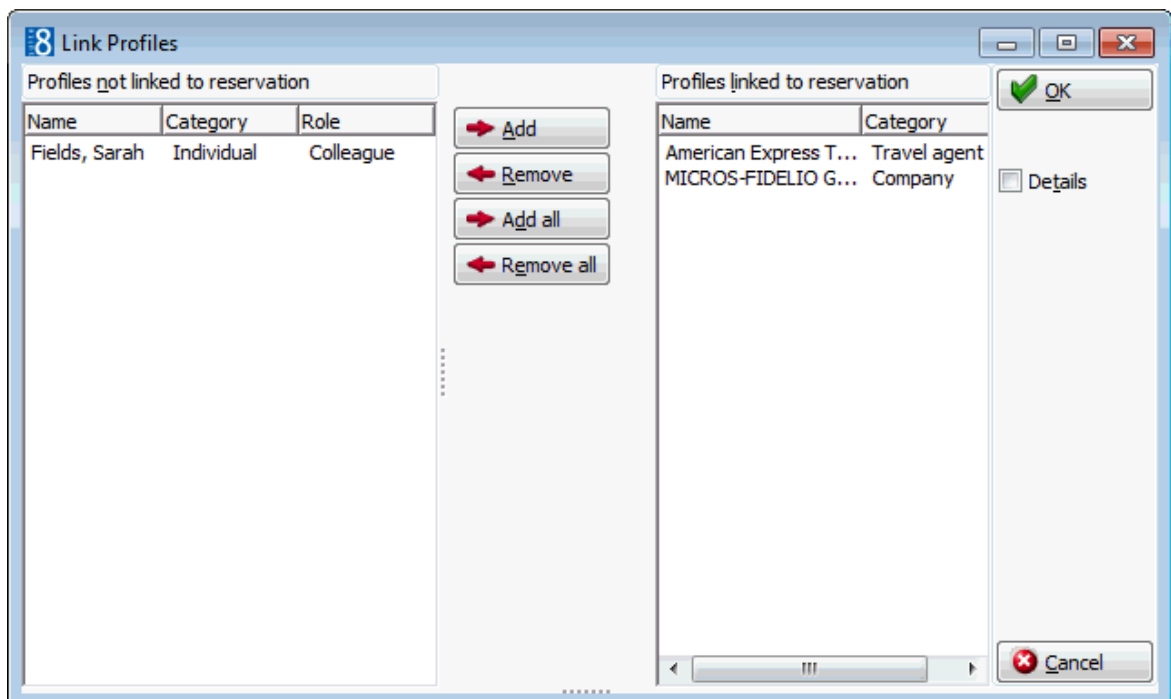 8 Link Profiles
Profiles not linked to reservation
Name Category Role
Fields, Sarah Individual Colleague
Add
Remove
Add all
Remove all
Profiles linked to reservation
Name Category
American Express T... Travel agent
MICROS-FIDELIO G... Company
OK
Details
Cancel